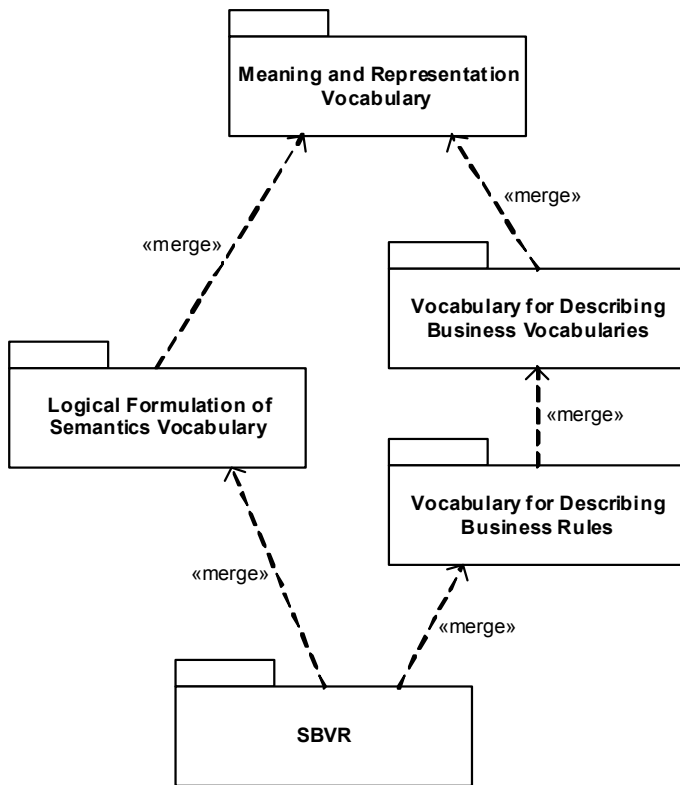 Meaning and Representation
Vocabulary
«merge»
«merge»
Vocabulary for Describing
Business Vocabularies
Logical Formulation of
Semantics Vocabulary
«merge»
Vocabulary for Describing
Business Rules
«merge»
«merge»
SBVR